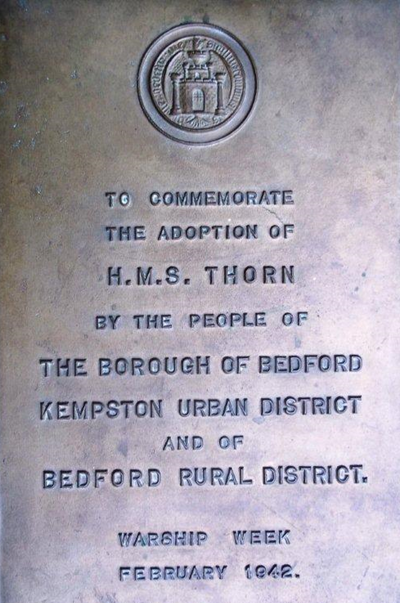 TO COMMEMORATE
THE ADOPTION OF
H.M.S. THORN
BY THE PEOPLE OF
THE BOROUGH OF BEDFORD
KEMPSTON URBAN DISTRICT
AND OF
BEDFORD RURAL DISTRICT.
WARSHIP WEEK
FEBRUARY 1942.